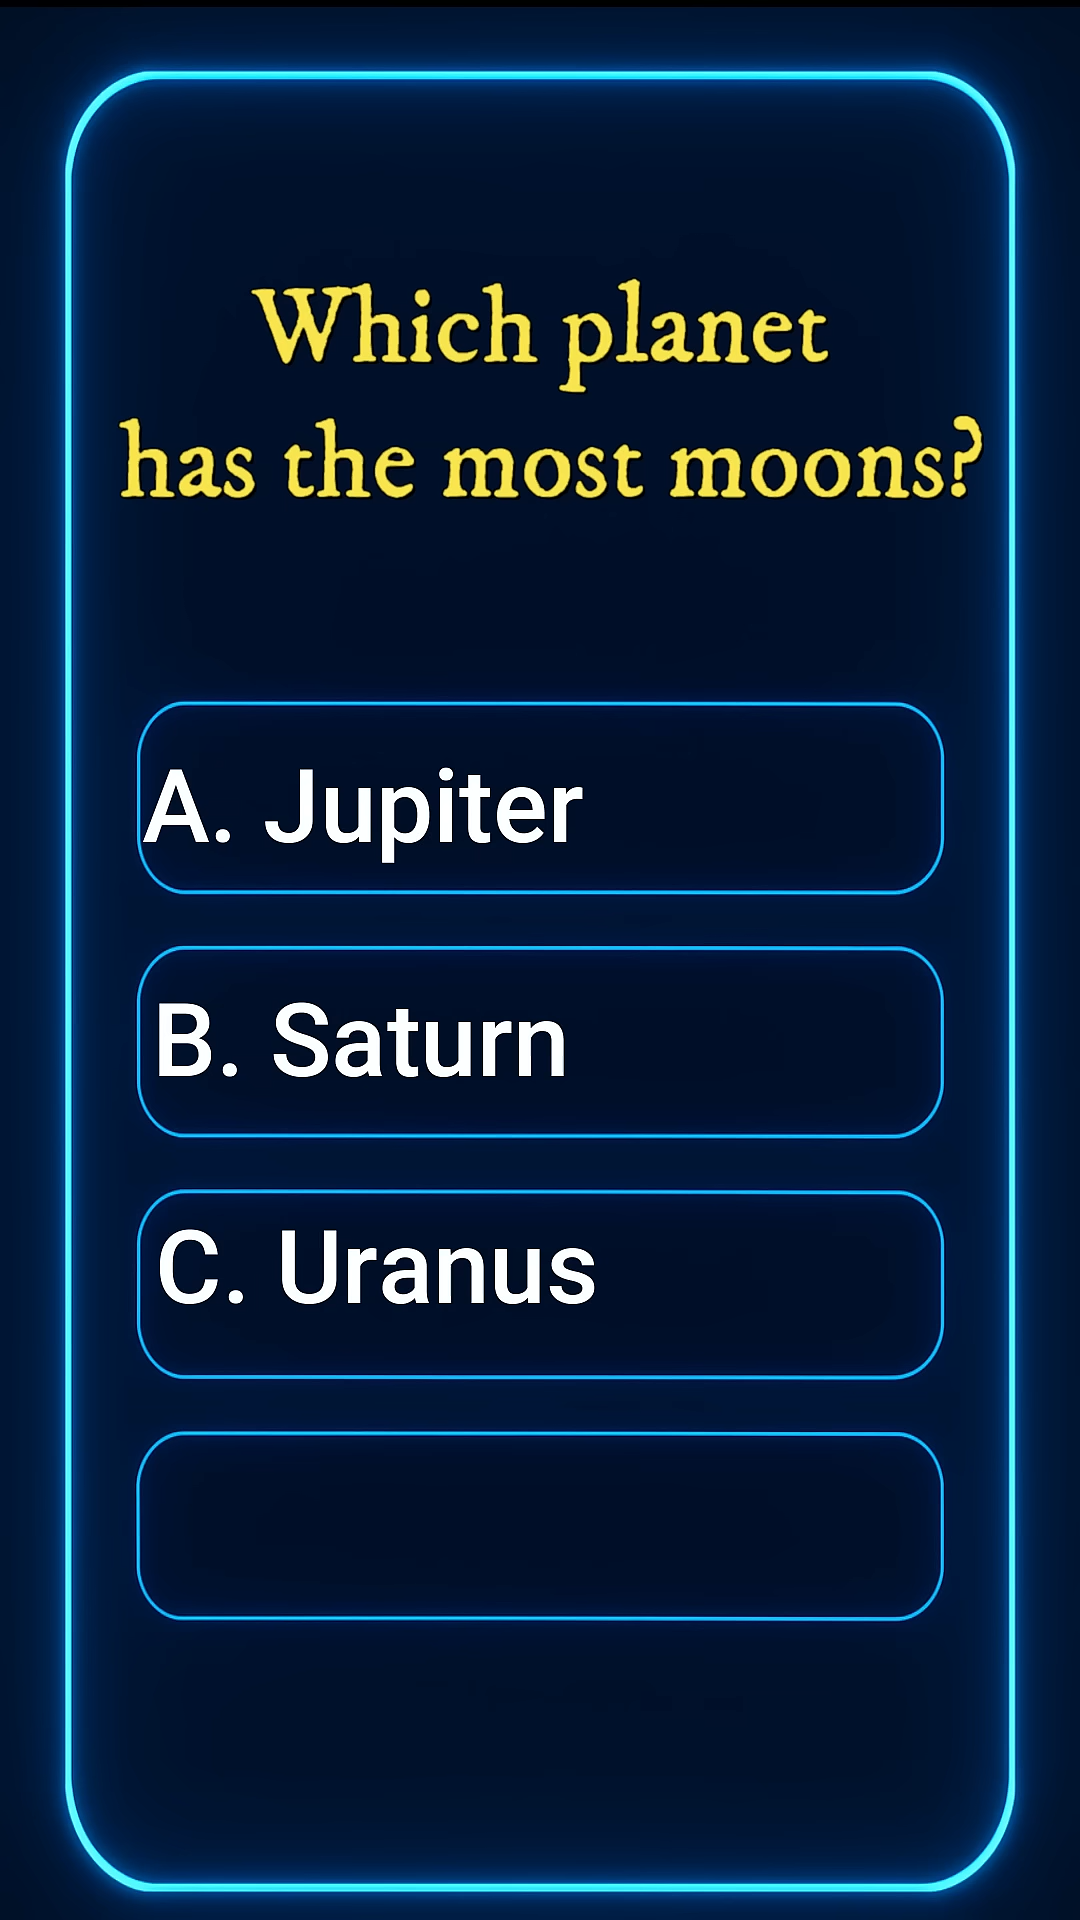 Which planet
has the most moons?
A. Jupiter
B. Saturn
C. Uranus